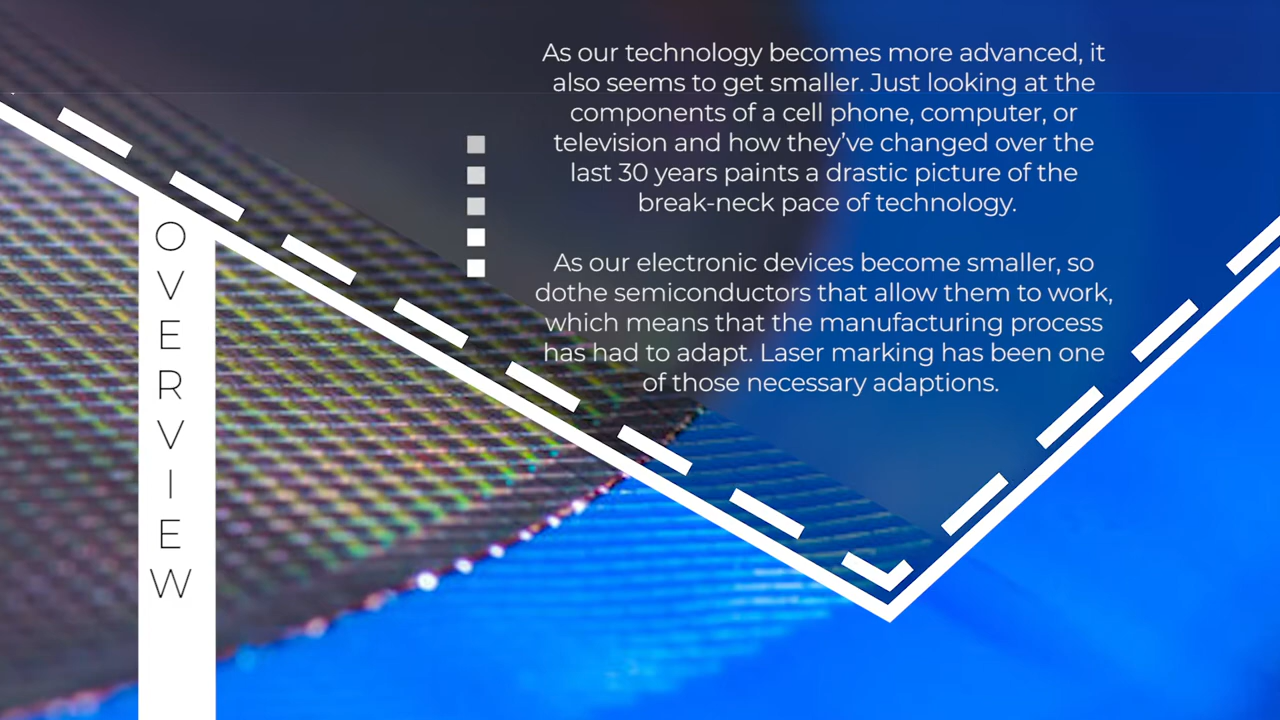 As our technology becomes more advanced, it
also seems to get smaller. Just looking at the
components of a cell phone, computer, or
television and how they’ve changed over the
last 30 years paints a drastic picture of the
break-neck pace of technology.
As our electronic devices become smaller, so
dothe semiconductors that allow them to work,
which means that the manufacturing process
has had to adapt. Laser marking has been one
of those necessary adaptions.
OVERVIEW